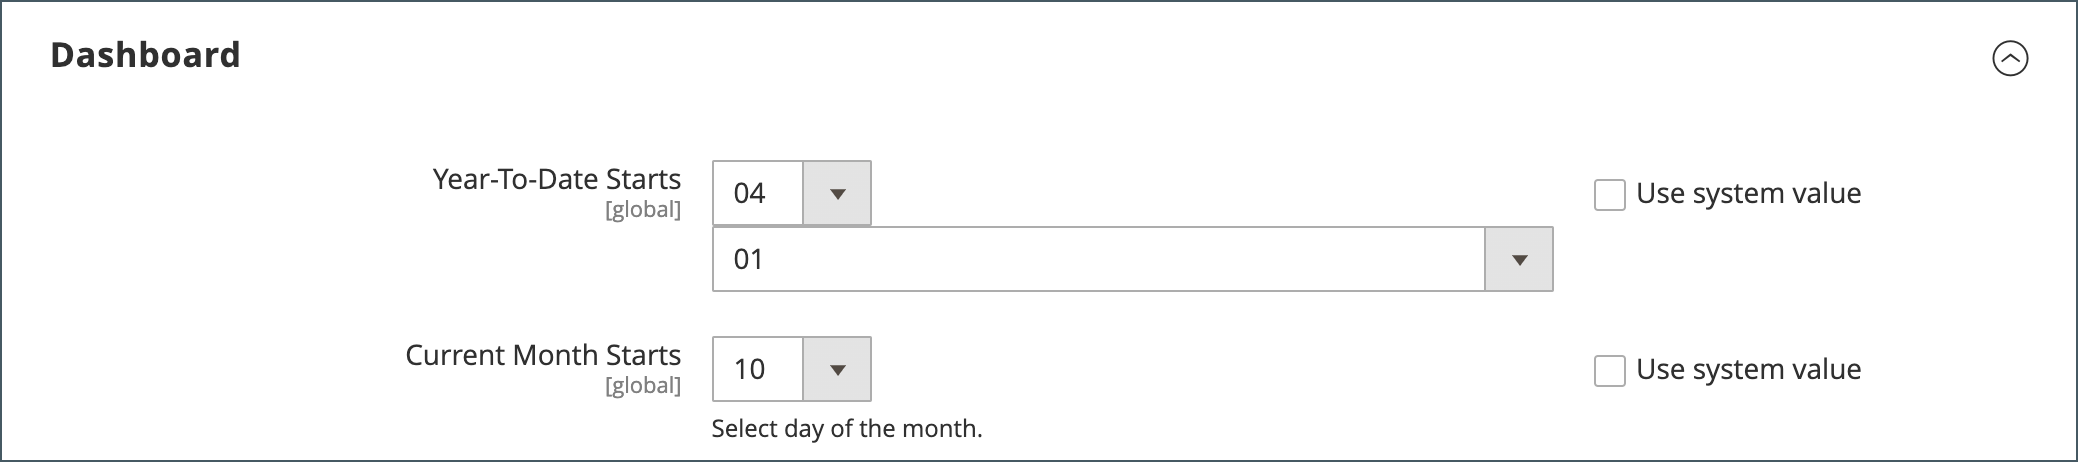 Dashboard
Year-To-Date Starts
[global]
04
Use system value
01
Current Month Starts
[global]
10
Use system value
Select day of the month.